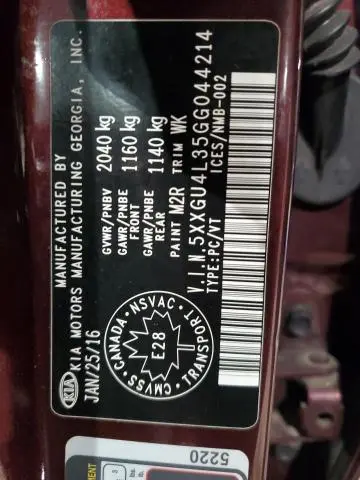 MANUFACTURED BY
KIA KIA MOTORS MANUFACTURING GEORGIA, INC.
JAN/25/16
GVWR/PNBV 2040 kg
GAWR/PNBE FRONT 1160 kg
GAWR/PNBE REAR 1140 kg
PAINT M2R TRIM WK
V.I.N. 5XXGU4L35GG044214
TYPE:PC/VT ICES/NMB-002
CMVSS · CANADA · NSVAC
E28
TRANSPORT
5220